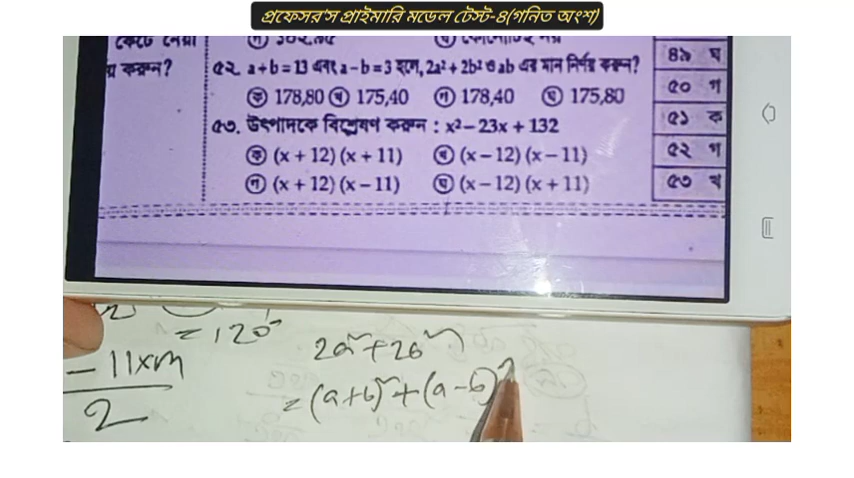 প্রফেসর'স প্রাইমারি মডেল টেস্ট-৪(গনিত অংশ)
৪৯ ঘ
গ্ন করুন? ৫২. a + b = 13 এবং a – b = 3 হলে, 2a² + 2b² ও ab এর মান নির্ণয় করুন?
ক 178,80 খ 175,40 গ 178,40 ঘ 175,80
৫০ গ
৫৩. উৎপাদকে বিশ্লেষণ করুন : x² – 23x + 132
৫১ ক
ক (x + 12) (x + 11) খ (x – 12) (x – 11)
৫২ গ
গ (x + 12) (x – 11) ঘ (x – 12) (x + 11)
৫৩ খ
= 120°
2a² + 2b²
– 11xm
= (a+b)² + (a – b)²
2